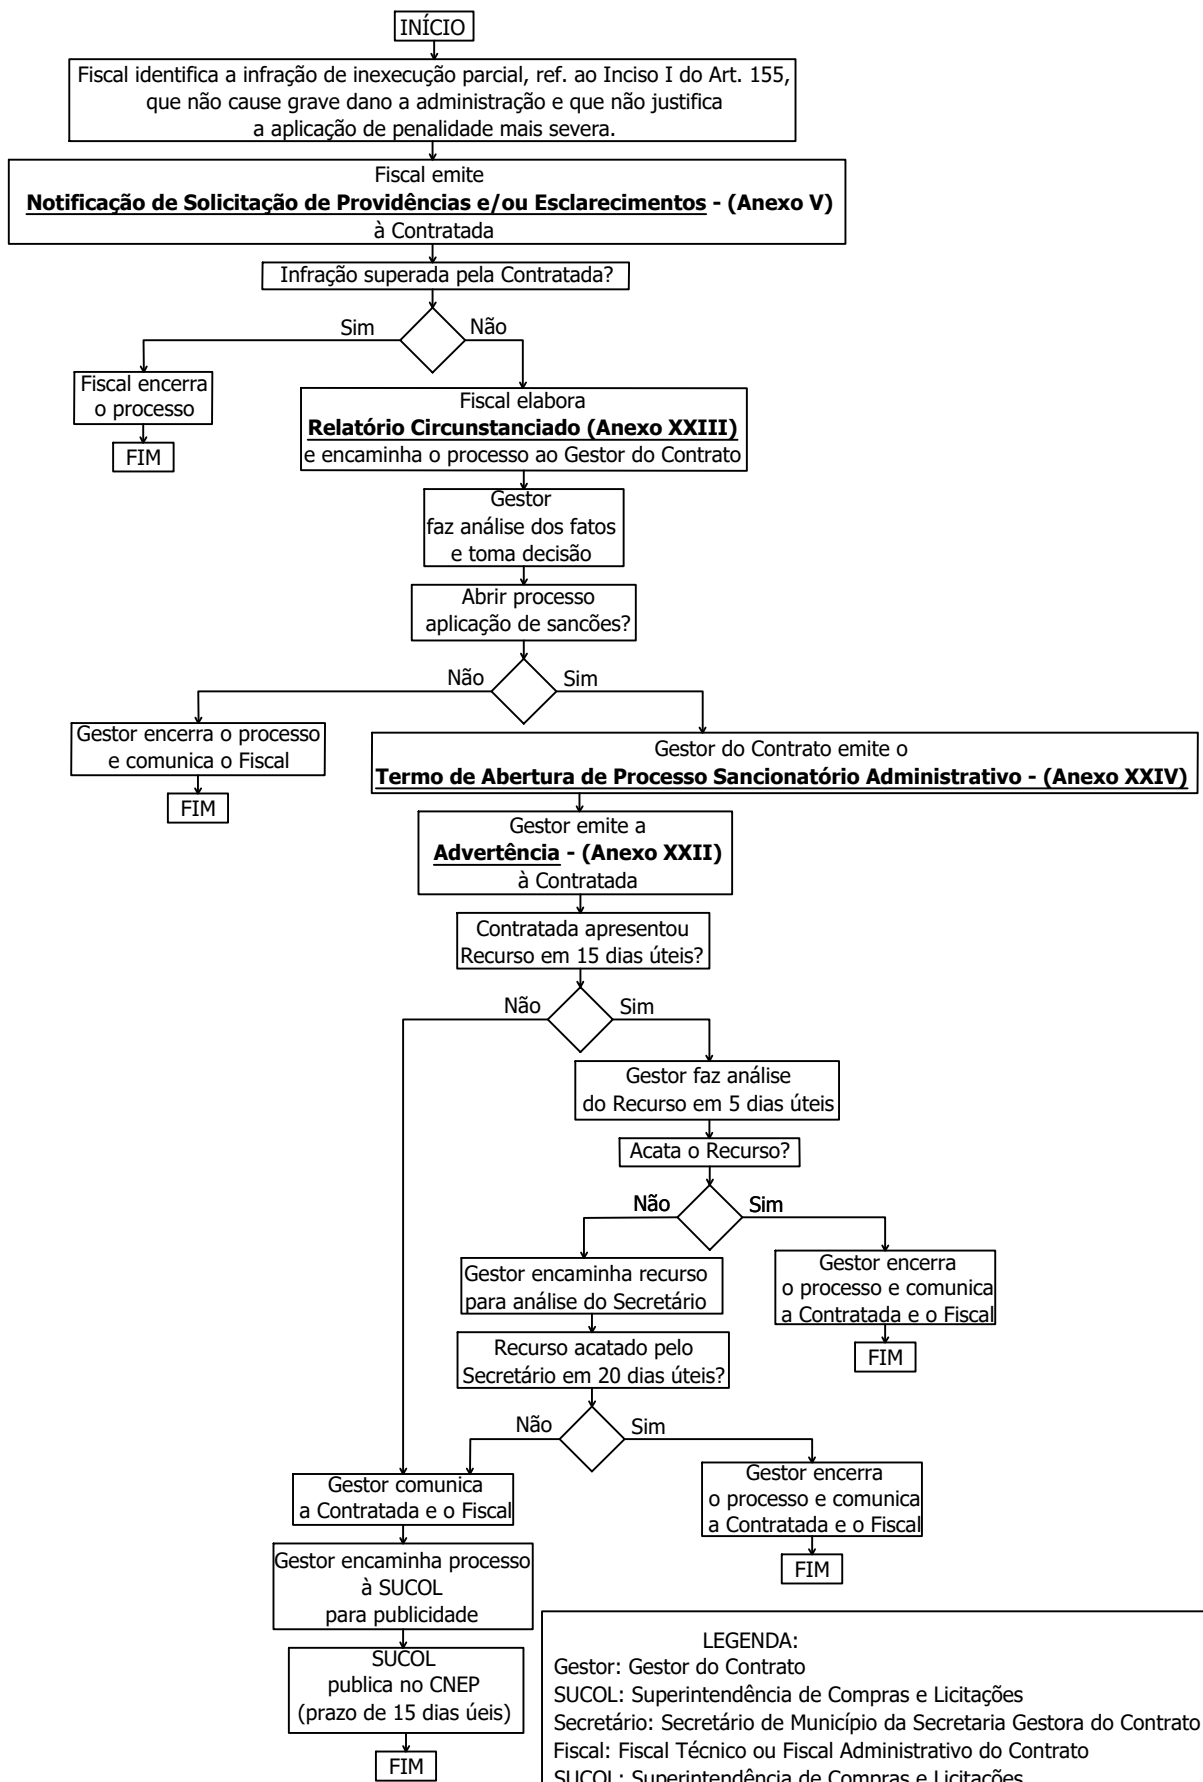 INÍCIO
Fiscal identifica a infração de inexecução parcial, ref. ao Inciso I do Art. 155,
que não cause grave dano a administração e que não justifica
a aplicação de penalidade mais severa.
Fiscal emite
Notificação de Solicitação de Providências e/ou Esclarecimentos - (Anexo V)
à Contratada
Infração superada pela Contratada?
Sim
Não
Fiscal encerra
o processo
FIM
Fiscal elabora
Relatório Circunstanciado (Anexo XXIII)
e encaminha o processo ao Gestor do Contrato
Gestor
faz análise dos fatos
e toma decisão
Abrir processo
aplicação de sancões?
Não
Sim
Gestor encerra o processo
e comunica o Fiscal
FIM
Gestor do Contrato emite o
Termo de Abertura de Processo Sancionatório Administrativo - (Anexo XXIV)
Gestor emite a
Advertência - (Anexo XXII)
à Contratada
Contratada apresentou
Recurso em 15 dias úteis?
Não
Sim
Gestor faz análise
do Recurso em 5 dias úteis
Acata o Recurso?
Não
Sim
Gestor encaminha recurso
para análise do Secretário
Gestor encerra
o processo e comunica
a Contratada e o Fiscal
FIM
Recurso acatado pelo
Secretário em 20 dias úteis?
Não
Sim
Gestor comunica
a Contratada e o Fiscal
Gestor encerra
o processo e comunica
a Contratada e o Fiscal
FIM
Gestor encaminha processo
à SUCOL
para publicidade
SUCOL
publica no CNEP
(prazo de 15 dias úeis)
FIM
LEGENDA:
Gestor: Gestor do Contrato
SUCOL: Superintendência de Compras e Licitações
Secretário: Secretário de Município da Secretaria Gestora do Contrato
Fiscal: Fiscal Técnico ou Fiscal Administrativo do Contrato
SUCOL: Superintendência de Compras e Licitações